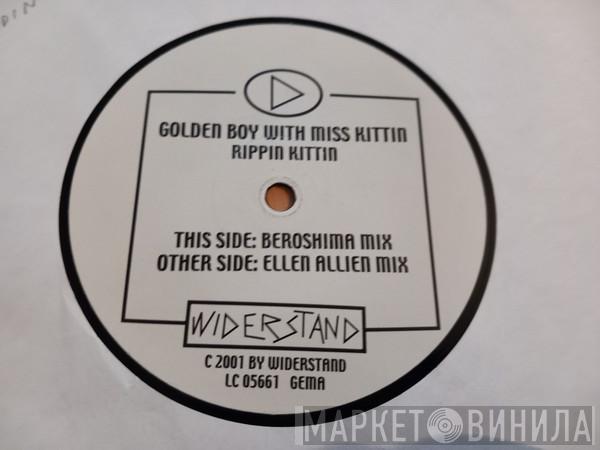 GOLDEN BOY WITH MISS KITTIN
RIPPIN KITTIN
THIS SIDE: BEROSHIMA MIX
OTHER SIDE: ELLEN ALLIEN MIX
WIDERSTAND
C 2001 BY WIDERSTAND
LC 05661 GEMA
МАРКЕТ ВИНИЛА